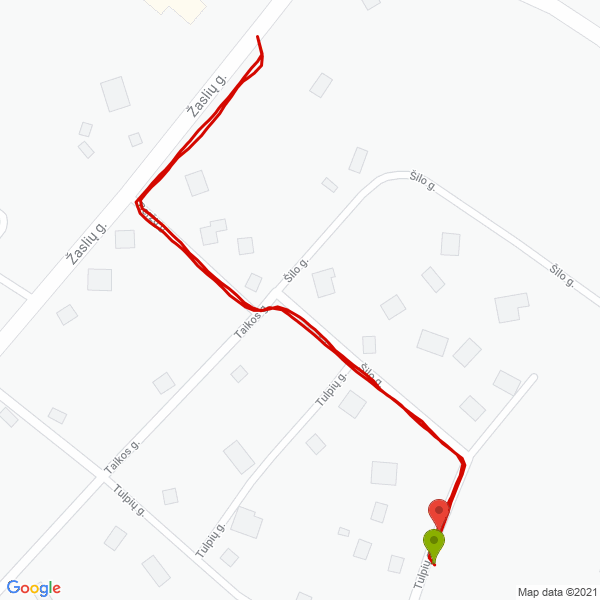 Žaslių g.
Šilo g.
Žaslių g.
Šilo g.
Šilo g.
Taikos g.
Šilo g.
Tulpių g.
Taikos g.
Tulpių g.
Tulpių g.
Tulpių
Google
Map data ©2021